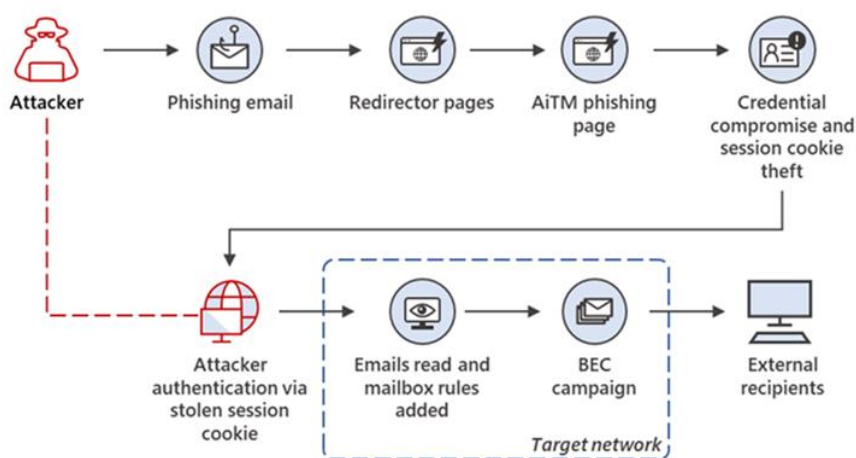 Attacker
Phishing email
Redirector pages
AiTM phishing
page
Credential
compromise and
session cookie
theft
Attacker
authentication via
stolen session
cookie
Emails read and
mailbox rules
added
BEC
campaign
External
recipients
Target network